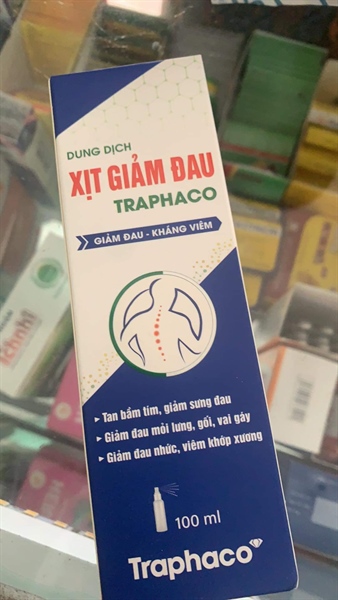 DUNG DỊCH
XỊT GIẢM ĐAU
TRAPHACO
GIẢM ĐAU - KHÁNG VIÊM
• Tan bầm tím, giảm sưng đau
• Giảm đau mỏi lưng, gối, vai gáy
• Giảm đau nhức, viêm khớp xương
100 ml
Traphaco
ichnhi